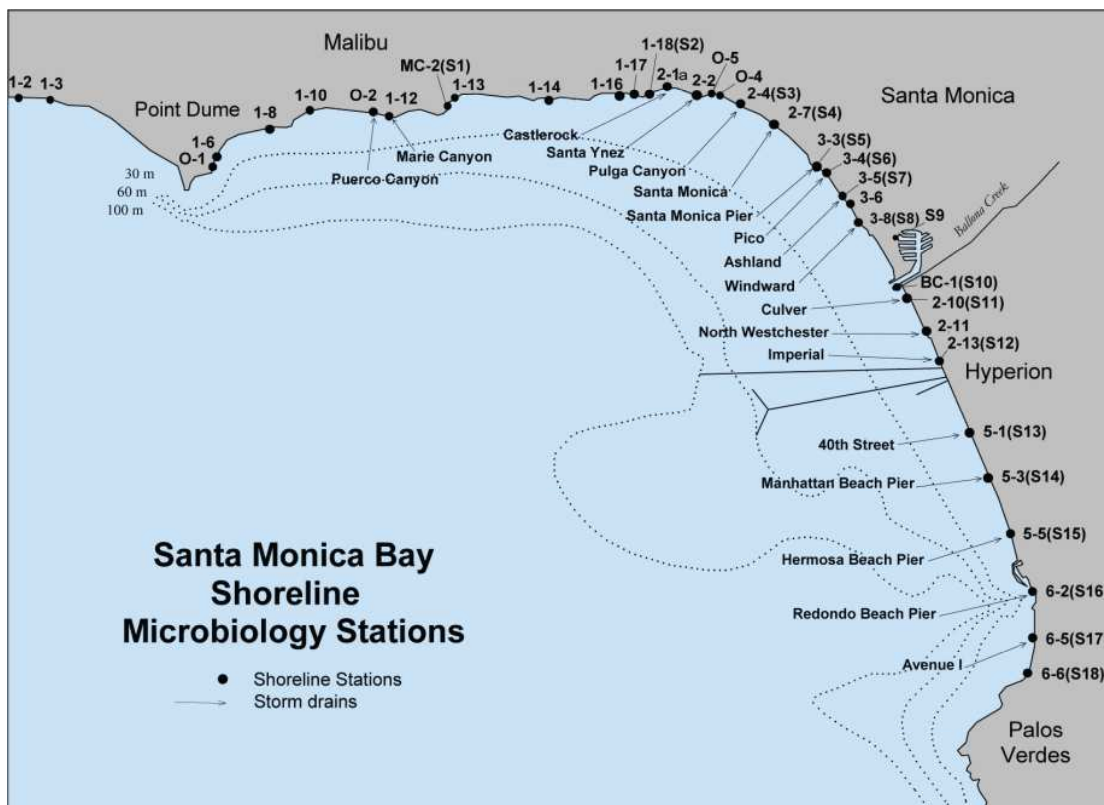 1-18(S2)
Malibu
O-5
1-17
MC-2(S1)
2-1a
2-2
O-4
1-2
1-3
1-13
1-14
1-16
2-4(S3)
Santa Monica
Point Dume
1-10
O-2
1-12
2-7(S4)
1-8
Castlerock
3-3(S5)
1-6
Marie Canyon
Santa Ynez
3-4(S6)
O-1
Pulga Canyon
30 m
Puerco Canyon
3-5(S7)
60 m
Santa Monica
3-6
100 m
Santa Monica Pier
3-8(S8)
S9
Ballona Creek
Pico
Ashland
Windward
BC-1(S10)
Culver
2-10(S11)
North Westchester
2-11
Imperial
2-13(S12)
Hyperion
40th Street
5-1(S13)
Manhattan Beach Pier
5-3(S14)
Santa Monica Bay
Shoreline
Microbiology Stations
Hermosa Beach Pier
5-5(S15)
6-2(S16
Redondo Beach Pier
6-5(S17
Avenue I
6-6(S18)
Shoreline Stations
Storm drains
Palos
Verdes